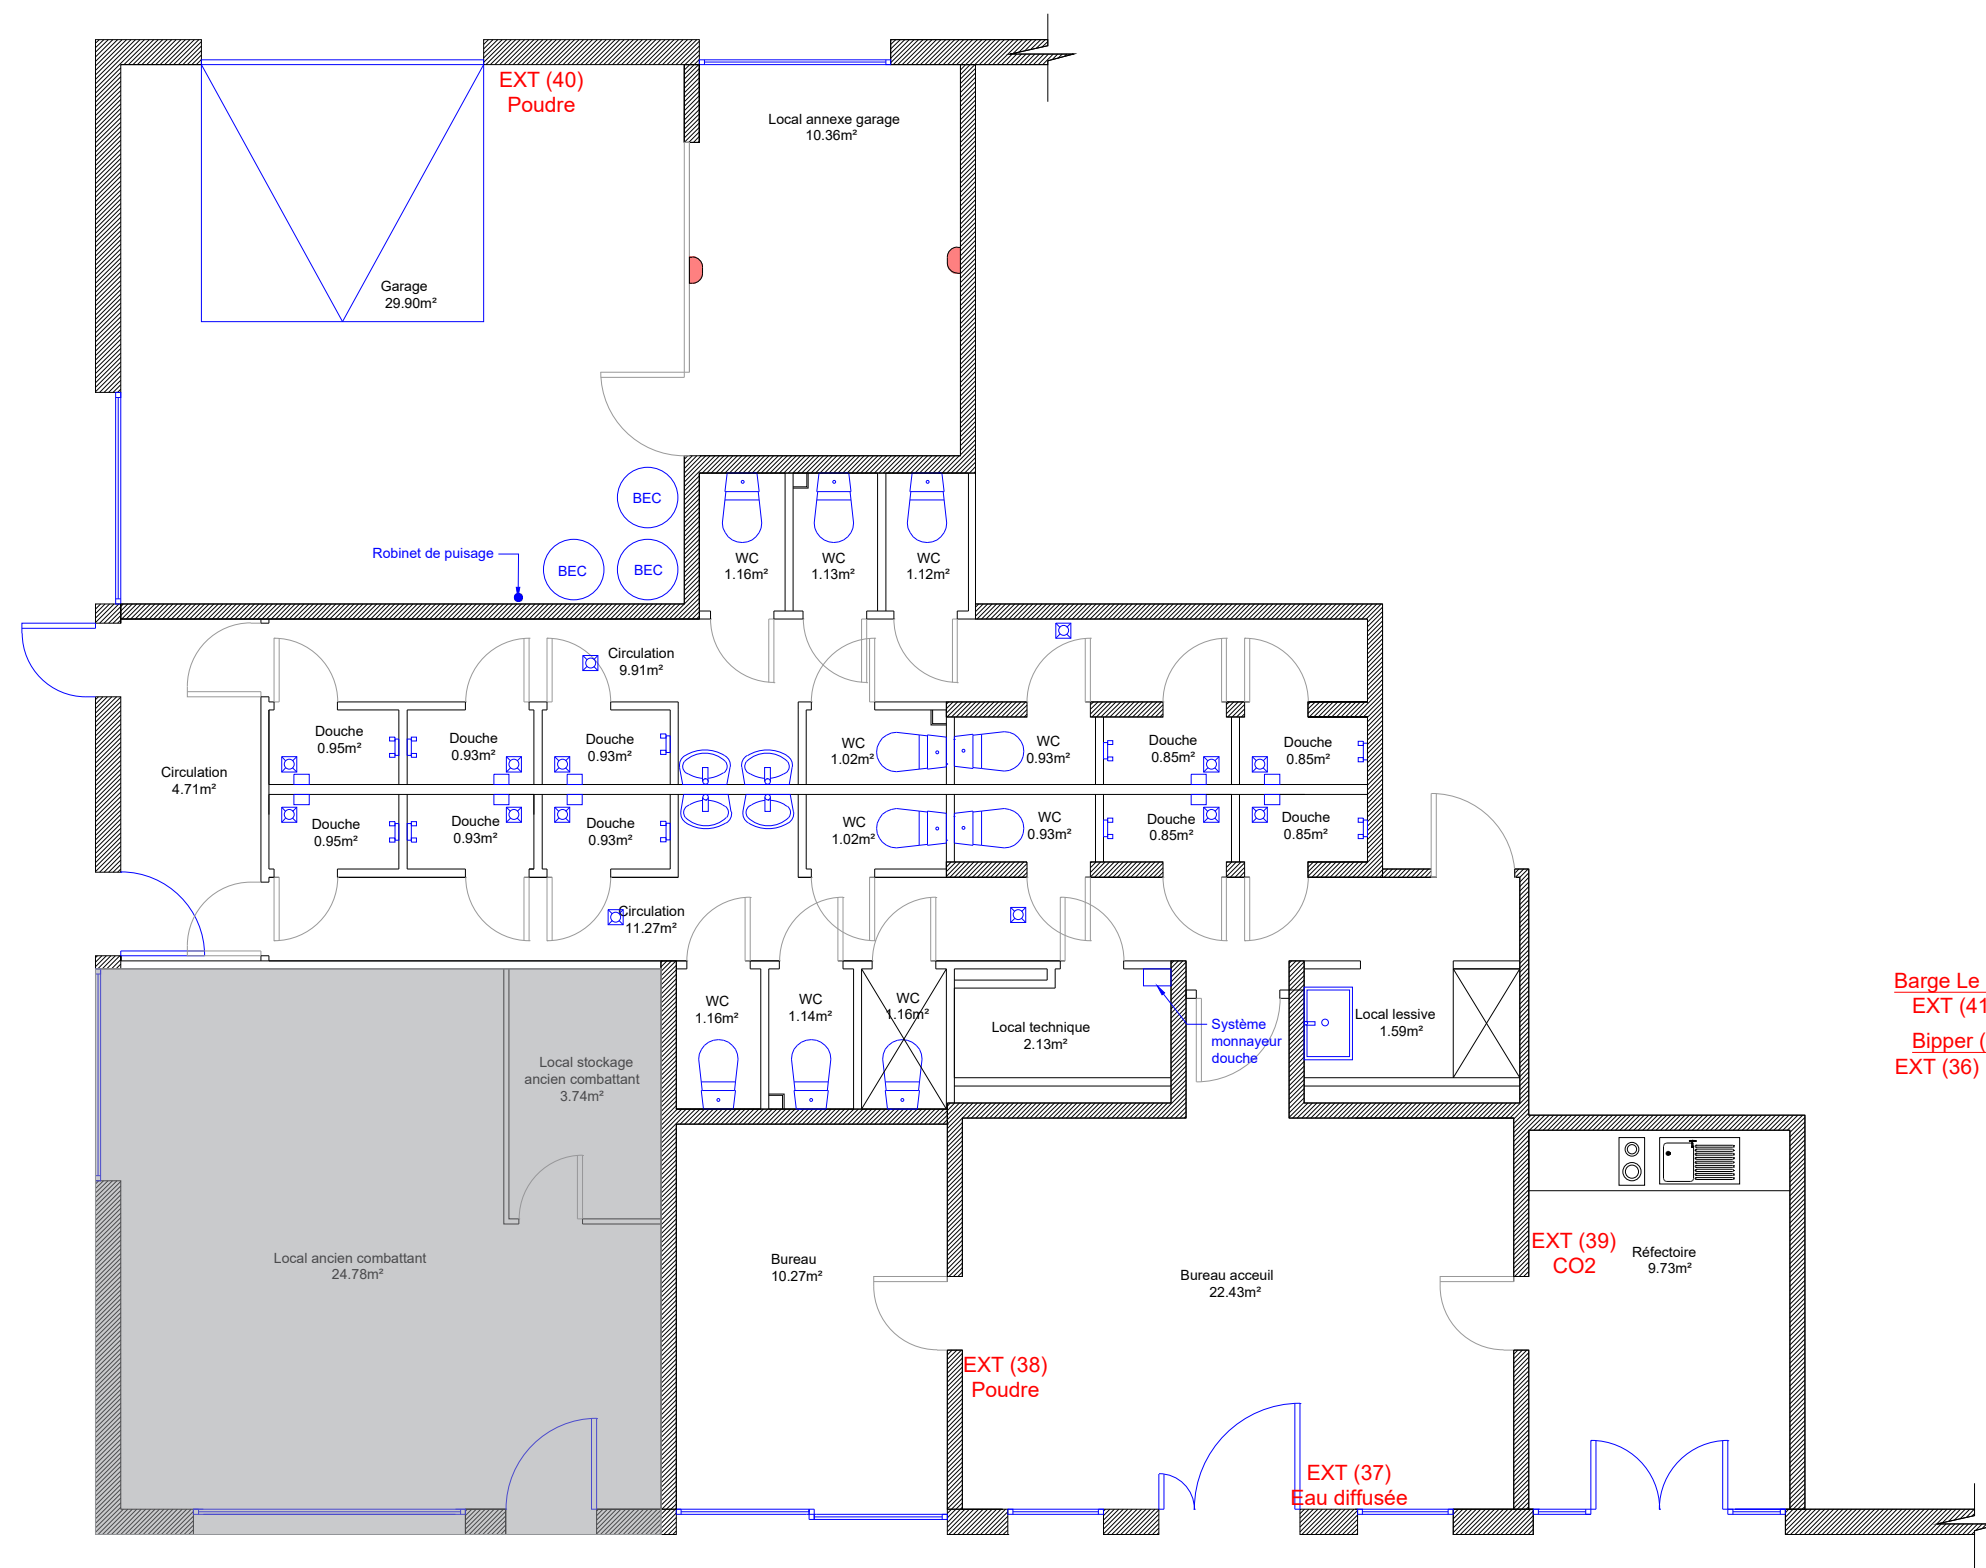 EXT (40)
Poudre
Local annexe garage
10.36m²
Garage
29.90m²
BEC
BEC
BEC
Robinet de puisage
WC
1.16m²
WC
1.13m²
WC
1.12m²
Circulation
9.91m²
Douche
0.95m²
Douche
0.93m²
Douche
0.93m²
WC
1.02m²
WC
0.93m²
Douche
0.85m²
Douche
0.85m²
Circulation
4.71m²
Douche
0.95m²
Douche
0.93m²
Douche
0.93m²
WC
1.02m²
WC
0.93m²
Douche
0.85m²
Douche
0.85m²
Circulation
11.27m²
WC
1.16m²
WC
1.14m²
WC
1.16m²
Local technique
2.13m²
Système
monnayeur
douche
Local lessive
1.59m²
Barge Le
EXT (41
Bipper (
EXT (36)
Local stockage
ancien combattant
3.74m²
Local ancien combattant
24.78m²
Bureau
10.27m²
Bureau acceuil
22.43m²
EXT (39)
CO2
Réfectoire
9.73m²
EXT (38)
Poudre
EXT (37)
Eau diffusée